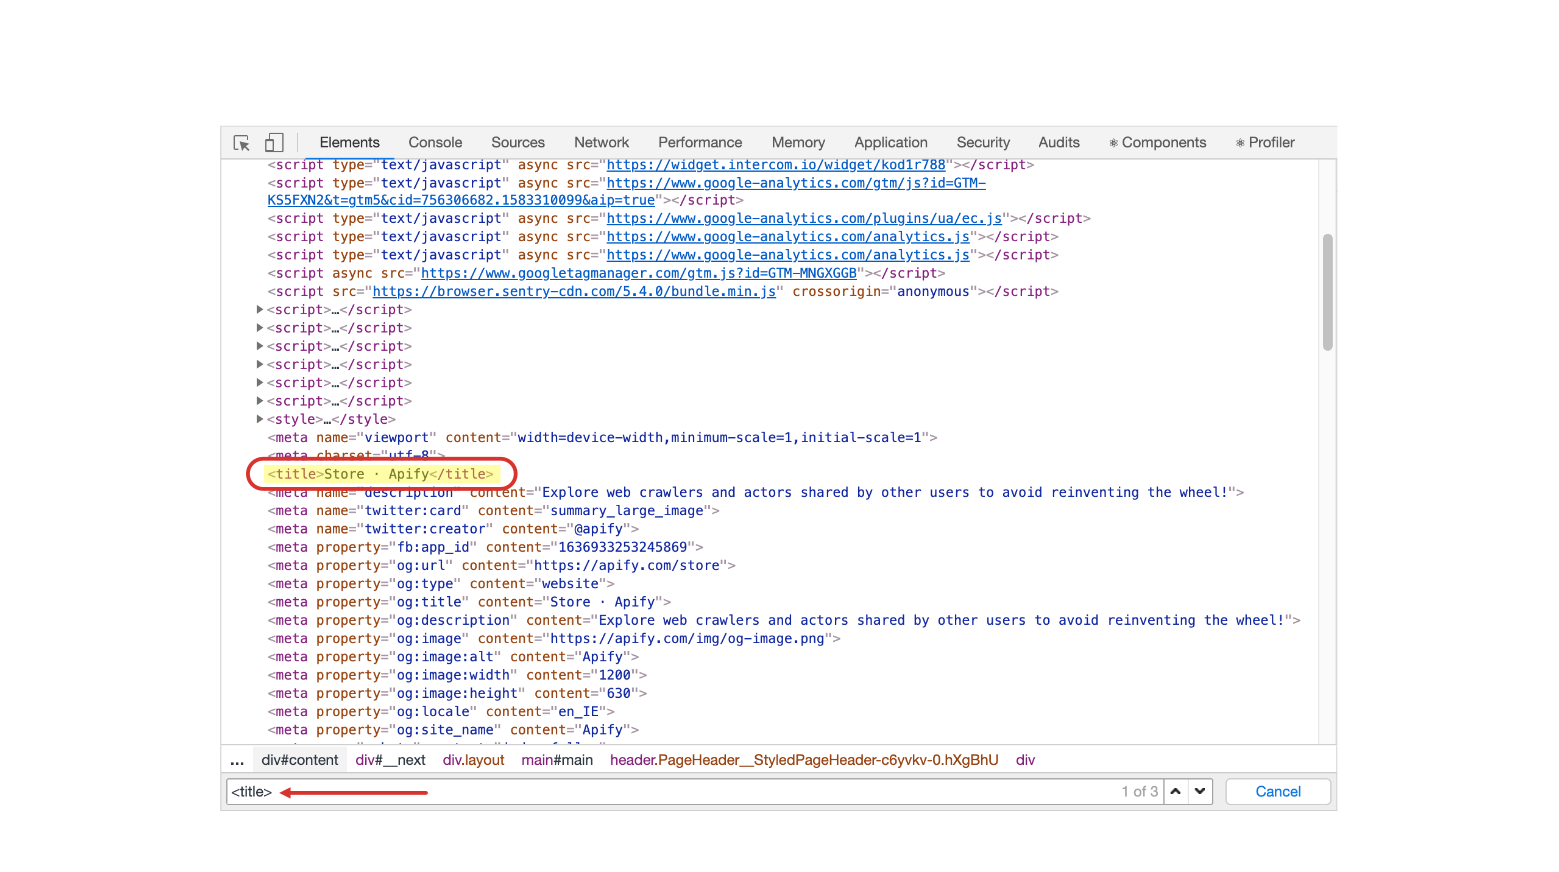 Elements Console Sources Network Performance Memory Application Security Audits ⚛ Components ⚛ Profiler
<script type="text/javascript" async src="https://widget.intercom.io/widget/kod1r788"></script>
<script type="text/javascript" async src="https://www.google-analytics.com/gtm/js?id=GTM-
KS5FXN2&t=gtm5&cid=756306682.1583310099&aip=true"></script>
<script type="text/javascript" async src="https://www.google-analytics.com/plugins/ua/ec.js"></script>
<script type="text/javascript" async src="https://www.google-analytics.com/analytics.js"></script>
<script type="text/javascript" async src="https://www.google-analytics.com/analytics.js"></script>
<script async src="https://www.googletagmanager.com/gtm.js?id=GTM-MNGXGGB"></script>
<script src="https://browser.sentry-cdn.com/5.4.0/bundle.min.js" crossorigin="anonymous"></script>
▶<script>…</script>
▶<script>…</script>
▶<script>…</script>
▶<script>…</script>
▶<script>…</script>
▶<script>…</script>
▶<style>…</style>
<meta name="viewport" content="width=device-width,minimum-scale=1,initial-scale=1">
<meta charset="utf-8">
<title>Store · Apify</title>
<meta name="description" content="Explore web crawlers and actors shared by other users to avoid reinventing the wheel!">
<meta name="twitter:card" content="summary_large_image">
<meta name="twitter:creator" content="@apify">
<meta property="fb:app_id" content="1636933253245869">
<meta property="og:url" content="https://apify.com/store">
<meta property="og:type" content="website">
<meta property="og:title" content="Store · Apify">
<meta property="og:description" content="Explore web crawlers and actors shared by other users to avoid reinventing the wheel!">
<meta property="og:image" content="https://apify.com/img/og-image.png">
<meta property="og:image:alt" content="Apify">
<meta property="og:image:width" content="1200">
<meta property="og:image:height" content="630">
<meta property="og:locale" content="en_IE">
<meta property="og:site_name" content="Apify">
... div#content div#__next div.layout main#main header.PageHeader__StyledPageHeader-c6yvkv-0.hXgBhU div
<title> 1 of 3 Cancel